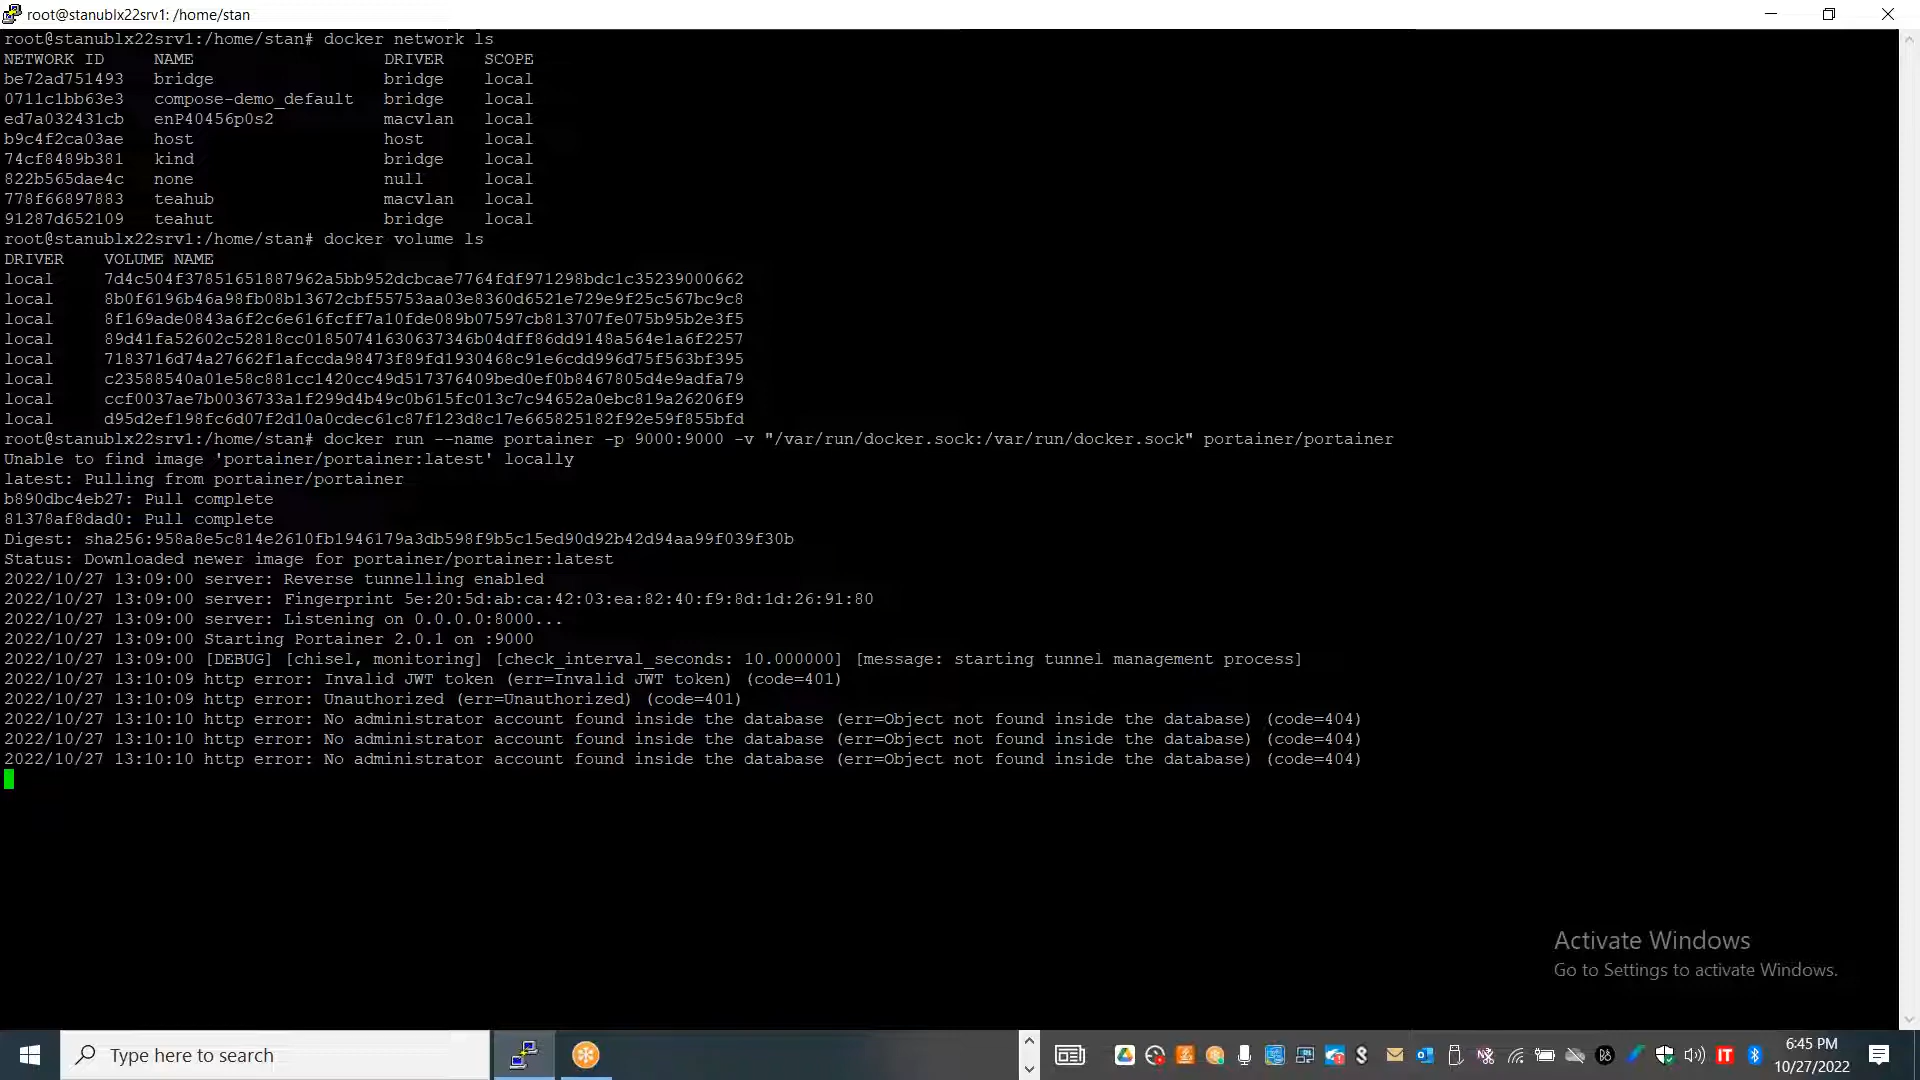 root@stanublx22srv1: /home/stan
root@stanublx22srv1:/home/stan# docker network ls
NETWORK ID     NAME                   DRIVER    SCOPE
be72ad751493   bridge                 bridge    local
0711c1bb63e3   compose-demo_default   bridge    local
ed7a032431cb   enP40456p0s2           macvlan   local
b9c4f2ca03ae   host                   host      local
74cf8489b381   kind                   bridge    local
822b565dae4c   none                   null      local
778f66897883   teahub                 macvlan   local
91287d652109   teahut                 bridge    local
root@stanublx22srv1:/home/stan# docker volume ls
DRIVER    VOLUME NAME
local     7d4c504f37851651887962a5bb952dcbcae7764fdf971298bdc1c35239000662
local     8b0f6196b46a98fb08b13672cbf55753aa03e8360d6521e729e9f25c567bc9c8
local     8f169ade0843a6f2c6e616fcff7a10fde089b07597cb813707fe075b95b2e3f5
local     89d41fa52602c52818cc01850741630637346b04dff86dd9148a564e1a6f2257
local     7183716d74a27662f1afccda98473f89fd1930468c91e6cdd996d75f563bf395
local     c23588540a01e58c881cc1420cc49d517376409bed0ef0b8467805d4e9adfa79
local     ccf0037ae7b0036733a1f299d4b49c0b615fc013c7c94652a0ebc819a26206f9
local     d95d2ef198fc6d07f2d10a0cdec61c87f123d8c17e665825182f92e59f855bfd
root@stanublx22srv1:/home/stan# docker run --name portainer -p 9000:9000 -v "/var/run/docker.sock:/var/run/docker.sock" portainer/portainer
Unable to find image 'portainer/portainer:latest' locally
latest: Pulling from portainer/portainer
b890dbc4eb27: Pull complete
81378af8dad0: Pull complete
Digest: sha256:958a8e5c814e2610fb1946179a3db598f9b5c15ed90d92b42d94aa99f039f30b
Status: Downloaded newer image for portainer/portainer:latest
2022/10/27 13:09:00 server: Reverse tunnelling enabled
2022/10/27 13:09:00 server: Fingerprint 5e:20:5d:ab:ca:42:03:ea:82:40:f9:8d:1d:26:91:80
2022/10/27 13:09:00 server: Listening on 0.0.0.0:8000...
2022/10/27 13:09:00 Starting Portainer 2.0.1 on :9000
2022/10/27 13:09:00 [DEBUG] [chisel, monitoring] [check_interval_seconds: 10.000000] [message: starting tunnel management process]
2022/10/27 13:10:09 http error: Invalid JWT token (err=Invalid JWT token) (code=401)
2022/10/27 13:10:09 http error: Unauthorized (err=Unauthorized) (code=401)
2022/10/27 13:10:10 http error: No administrator account found inside the database (err=Object not found inside the database) (code=404)
2022/10/27 13:10:10 http error: No administrator account found inside the database (err=Object not found inside the database) (code=404)
2022/10/27 13:10:10 http error: No administrator account found inside the database (err=Object not found inside the database) (code=404)
Activate Windows
Go to Settings to activate Windows.
Type here to search
IT
6:45 PM
10/27/2022